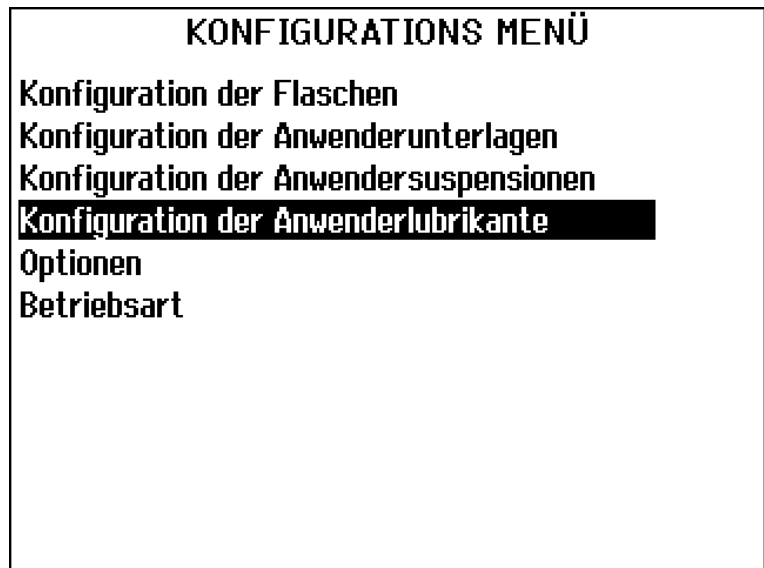 KONFIGURATIONS MENÜ
Konfiguration der Flaschen
Konfiguration der Anwenderunterlagen
Konfiguration der Anwendersuspensionen
Konfiguration der Anwenderlubrikante
Optionen
Betriebsart